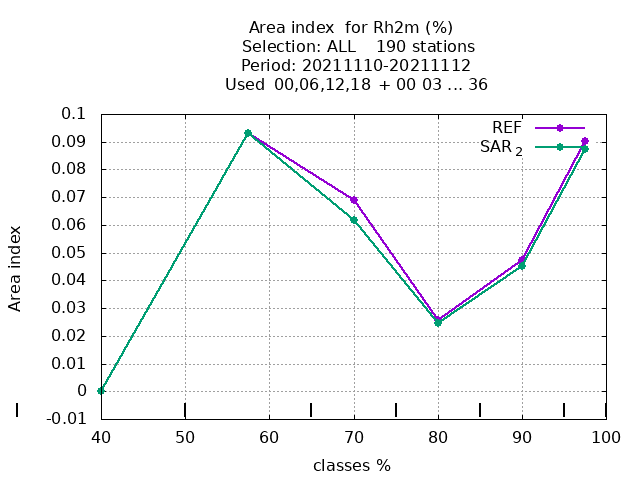 Area index for Rh2m (%)
Selection: ALL 190 stations
Period: 20211110-20211112
Used 00,06,12,18 + 00 03 ... 36
0.1
0.09
0.08
0.07
0.06
0.05
0.04
0.03
0.02
0.01
0
-0.01
Area index
REF
SAR 2
40 50 60 70 80 90 100
classes %